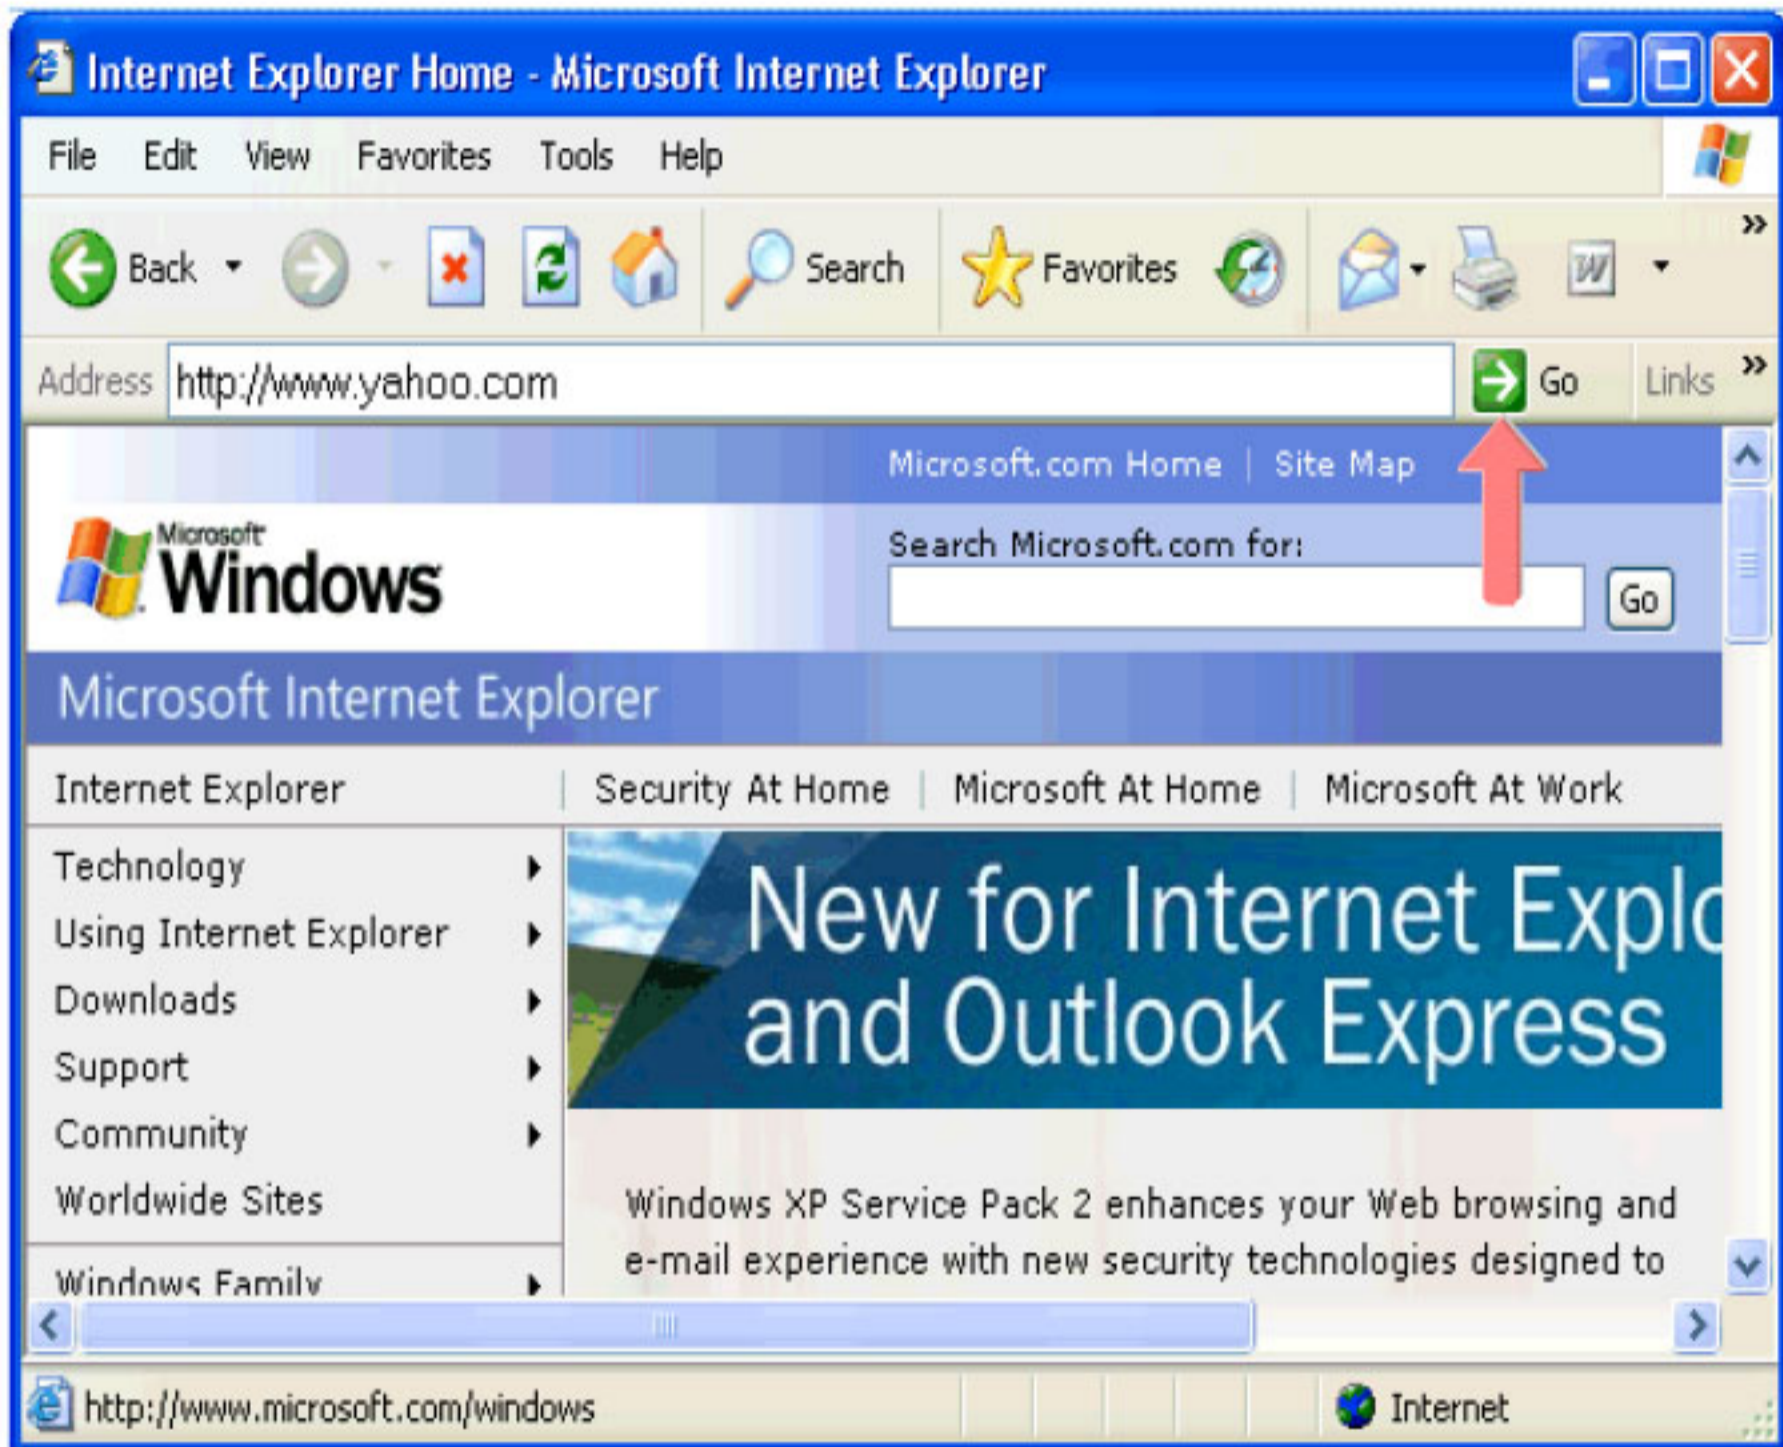 Internet Explorer Home - Microsoft Internet Explorer
File Edit View Favorites Tools Help
Back Search Favorites W
Address http://www.yahoo.com Go Links
Microsoft.com Home | Site Map
Microsoft
Windows
Search Microsoft.com for:
Go
Microsoft Internet Explorer
Internet Explorer | Security At Home | Microsoft At Home | Microsoft At Work
Technology
Using Internet Explorer
Downloads
Support
Community
Worldwide Sites
Windows Family
New for Internet Explo
and Outlook Express
Windows XP Service Pack 2 enhances your Web browsing and
e-mail experience with new security technologies designed to
http://www.microsoft.com/windows Internet